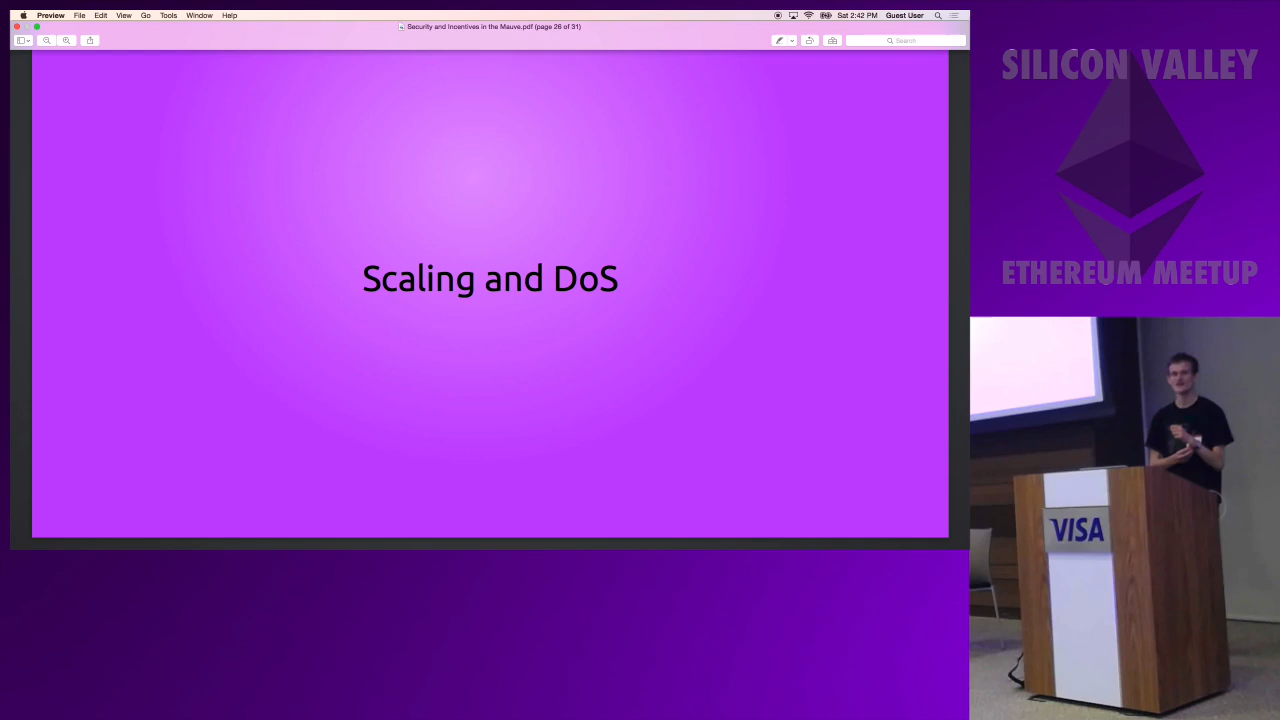 Preview File Edit View Go Tools Window Help
Sat 2:42 PM Guest User
Security and Incentives in the Mauve.pdf (page 26 of 31)
Search
Scaling and DoS
SILICON VALLEY
ETHEREUM MEETUP
VISA